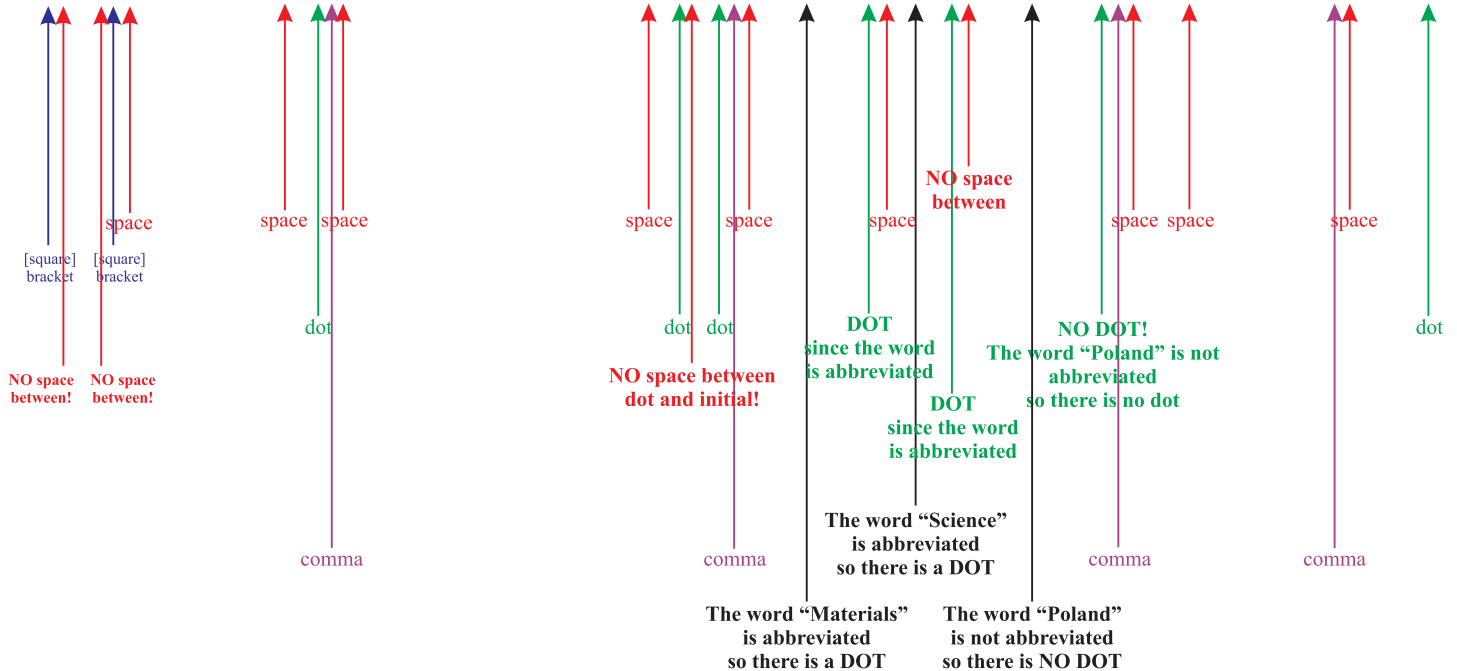 NO space
between
space
space
space
space
space
space
space
space
space
[square]
bracket
[square]
bracket
dot
dot
dot
DOT
since the word
is abbreviated
NO DOT!
The word “Poland” is not
abbreviated
so there is no dot
dot
NO space
between!
NO space
between!
NO space between
dot and initial!
DOT
since the word
is abbreviated
The word “Science”
is abbreviated
so there is a DOT
comma
comma
comma
comma
The word “Materials”
is abbreviated
so there is a DOT
The word “Poland”
is not abbreviated
so there is NO DOT